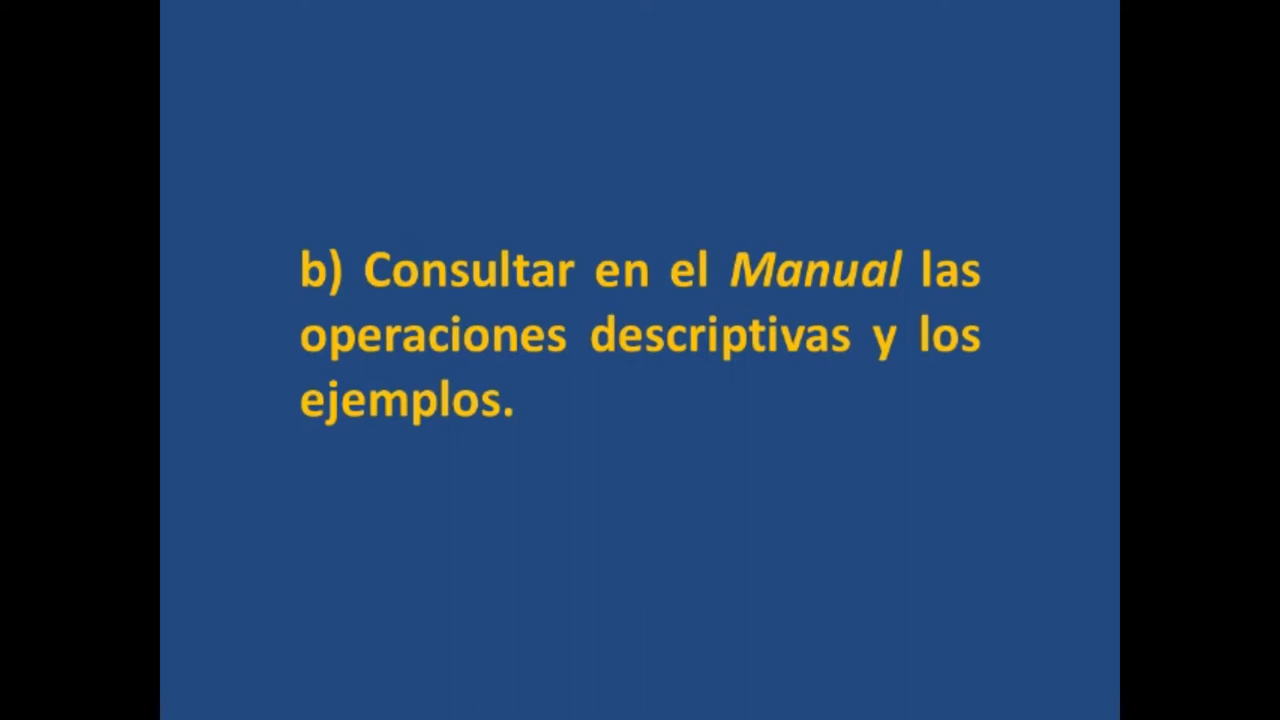 b) Consultar en el Manual las
operaciones descriptivas y los
ejemplos.